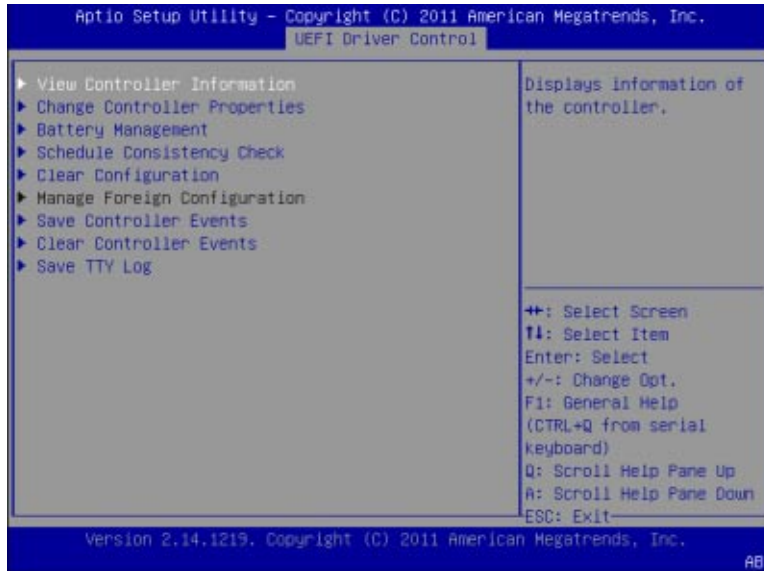 Aptio Setup Utility – Copyright (C) 2011 American Megatrends, Inc.
UEFI Driver Control
View Controller Information
Change Controller Properties
Battery Management
Schedule Consistency Check
Clear Configuration
Manage Foreign Configuration
Save Controller Events
Clear Controller Events
Save TTY Log
Displays information of
the controller.
→←: Select Screen
↑↓: Select Item
Enter: Select
+/-: Change Opt.
F1: General Help
(CTRL+Q from serial
keyboard)
Q: Scroll Help Pane Up
A: Scroll Help Pane Down
ESC: Exit
Version 2.14.1219. Copyright (C) 2011 American Megatrends, Inc.
AB